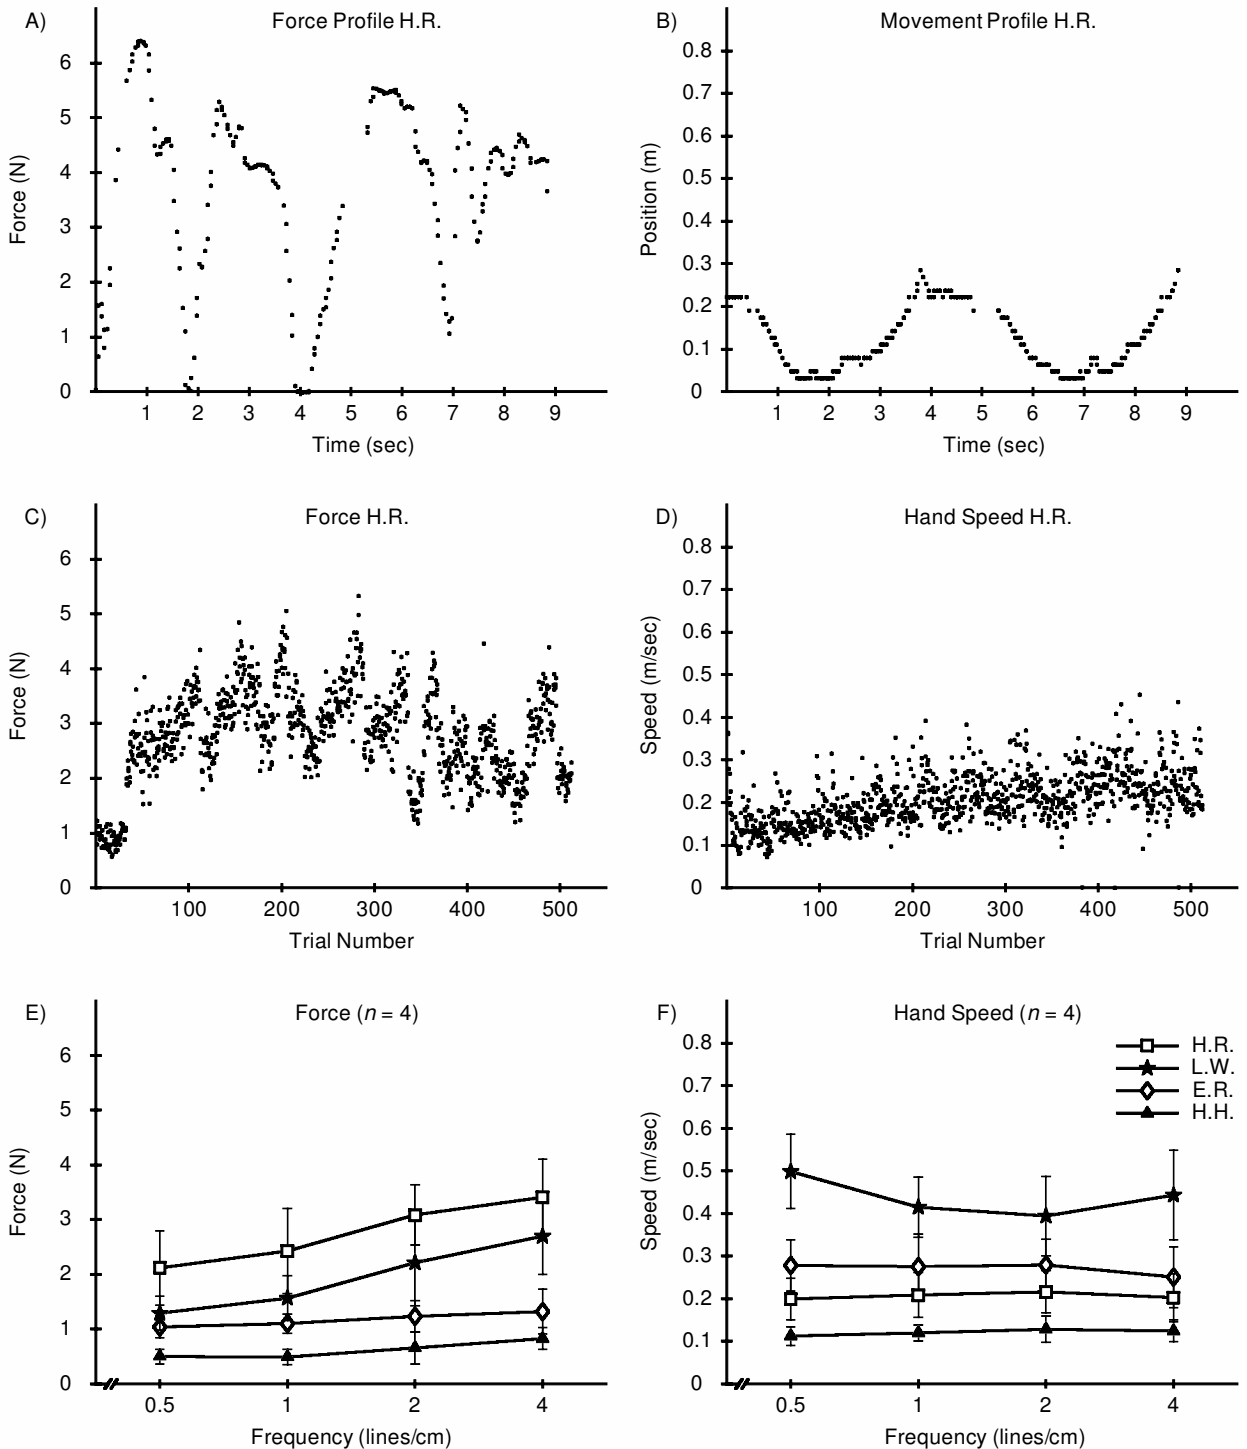 A) Force Profile H.R.
6
5
4
3
2
1
0
Force (N)
1 2 3 4 5 6 7 8 9
Time (sec)
B) Movement Profile H.R.
0.8
0.7
0.6
0.5
0.4
0.3
0.2
0.1
0
Position (m)
1 2 3 4 5 6 7 8 9
Time (sec)
C) Force H.R.
6
5
4
3
2
1
0
Force (N)
100 200 300 400 500
Trial Number
D) Hand Speed H.R.
0.8
0.7
0.6
0.5
0.4
0.3
0.2
0.1
0
Speed (m/sec)
100 200 300 400 500
Trial Number
E) Force (n = 4)
6
5
4
3
2
1
0
Force (N)
0.5 1 2 4
Frequency (lines/cm)
F) Hand Speed (n = 4)
H.R.
L.W.
E.R.
H.H.
0.8
0.7
0.6
0.5
0.4
0.3
0.2
0.1
0
Speed (m/sec)
0.5 1 2 4
Frequency (lines/cm)